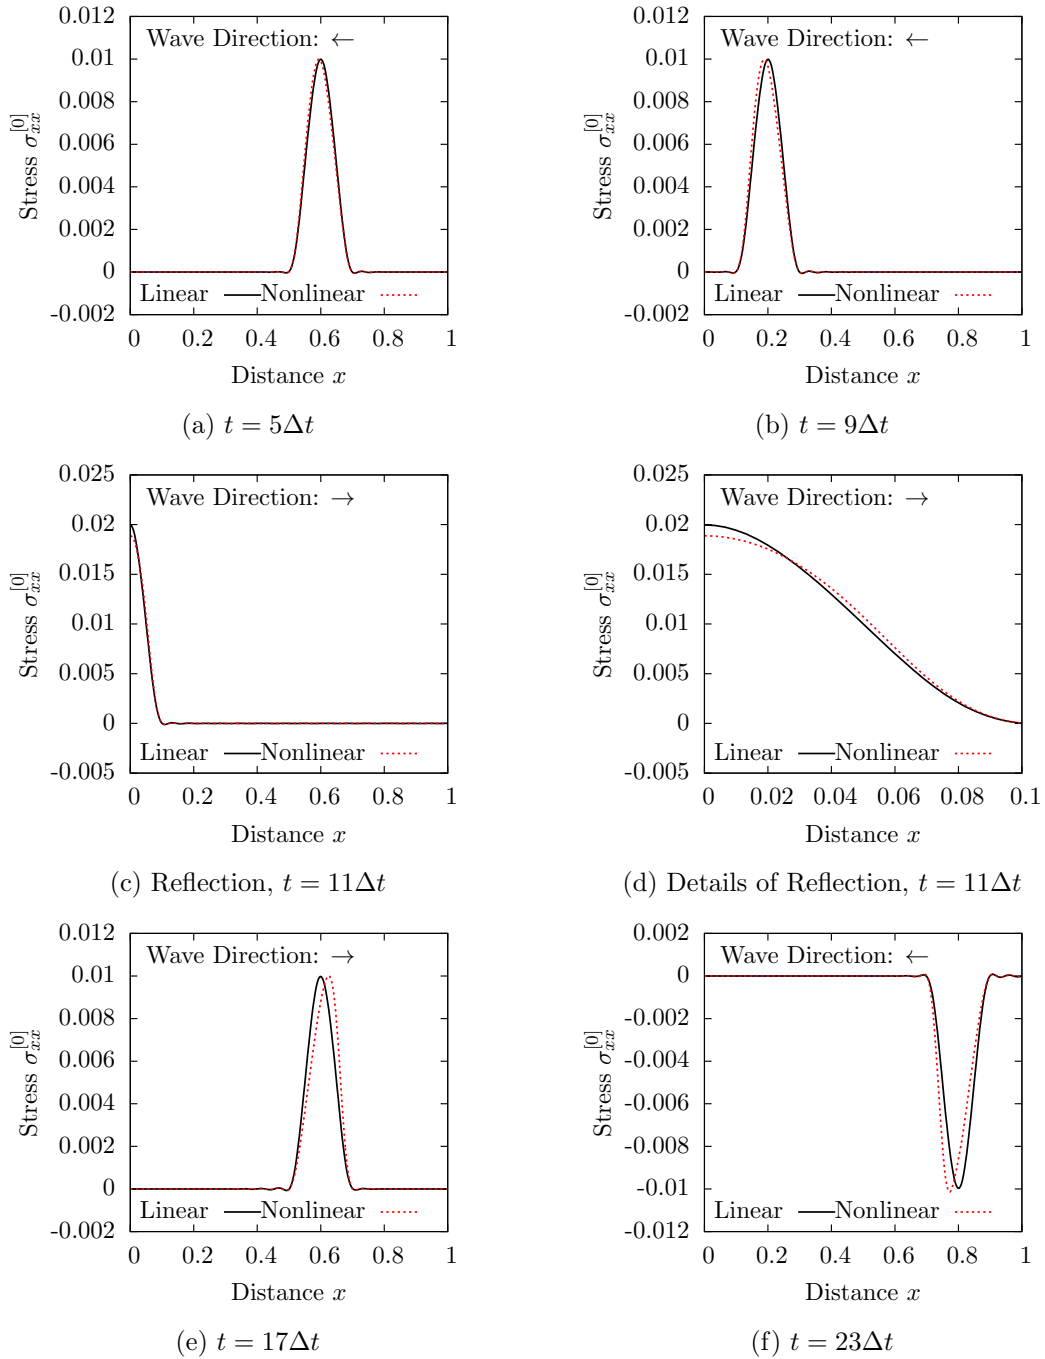 0.012
0.01
0.008
0.006
0.004
0.002
0
-0.002
Stress σ_{xx}^{[0]}
Wave Direction: ←
Linear Nonlinear
0 0.2 0.4 0.6 0.8 1
Distance x
(a) t = 5Δt
0.012
0.01
0.008
0.006
0.004
0.002
0
-0.002
Stress σ_{xx}^{[0]}
Wave Direction: ←
Linear Nonlinear
0 0.2 0.4 0.6 0.8 1
Distance x
(b) t = 9Δt
0.025
0.02
0.015
0.01
0.005
0
-0.005
Stress σ_{xx}^{[0]}
Wave Direction: →
Linear Nonlinear
0 0.2 0.4 0.6 0.8 1
Distance x
(c) Reflection, t = 11Δt
0.025
0.02
0.015
0.01
0.005
0
-0.005
Stress σ_{xx}^{[0]}
Wave Direction: →
Linear Nonlinear
0 0.02 0.04 0.06 0.08 0.1
Distance x
(d) Details of Reflection, t = 11Δt
0.012
0.01
0.008
0.006
0.004
0.002
0
-0.002
Stress σ_{xx}^{[0]}
Wave Direction: →
Linear Nonlinear
0 0.2 0.4 0.6 0.8 1
Distance x
(e) t = 17Δt
0.002
0
-0.002
-0.004
-0.006
-0.008
-0.01
-0.012
Stress σ_{xx}^{[0]}
Wave Direction: ←
Linear Nonlinear
0 0.2 0.4 0.6 0.8 1
Distance x
(f) t = 23Δt